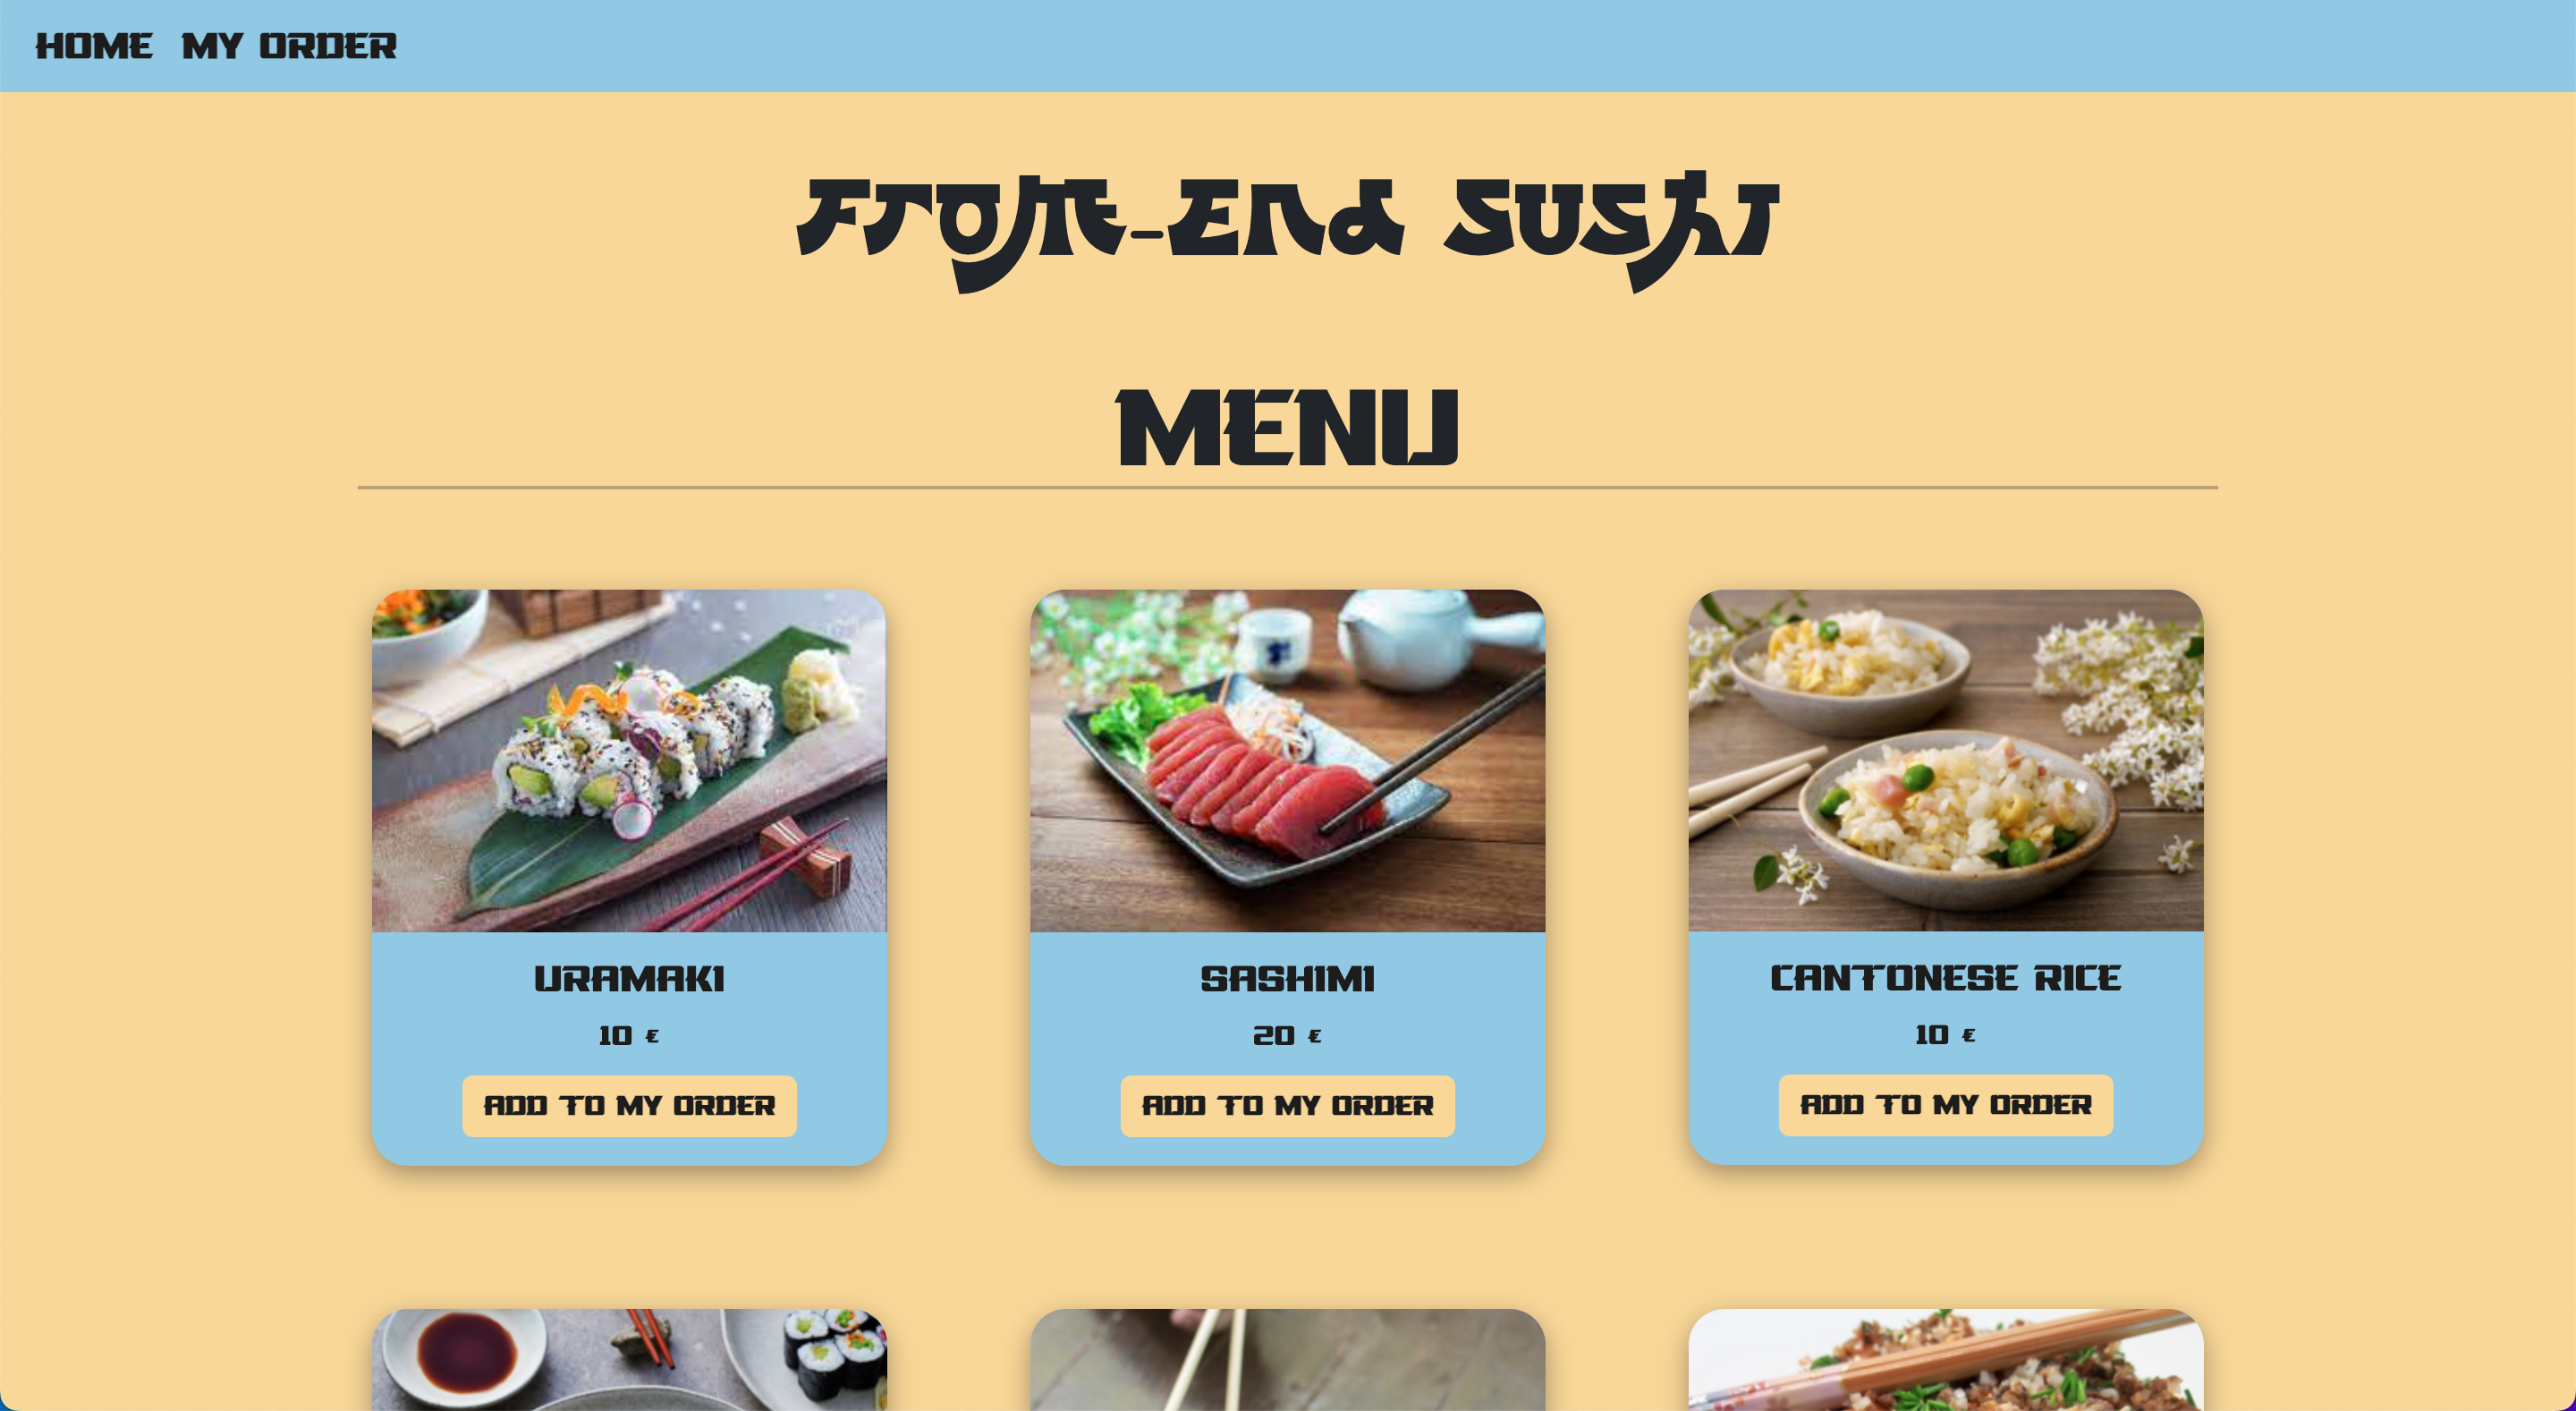 HOME MY ORDER
Front-End Sushi
MENU
URAMAKI
10 €
ADD TO MY ORDER
SASHIMI
20 €
ADD TO MY ORDER
CANTONESE RICE
10 €
ADD TO MY ORDER